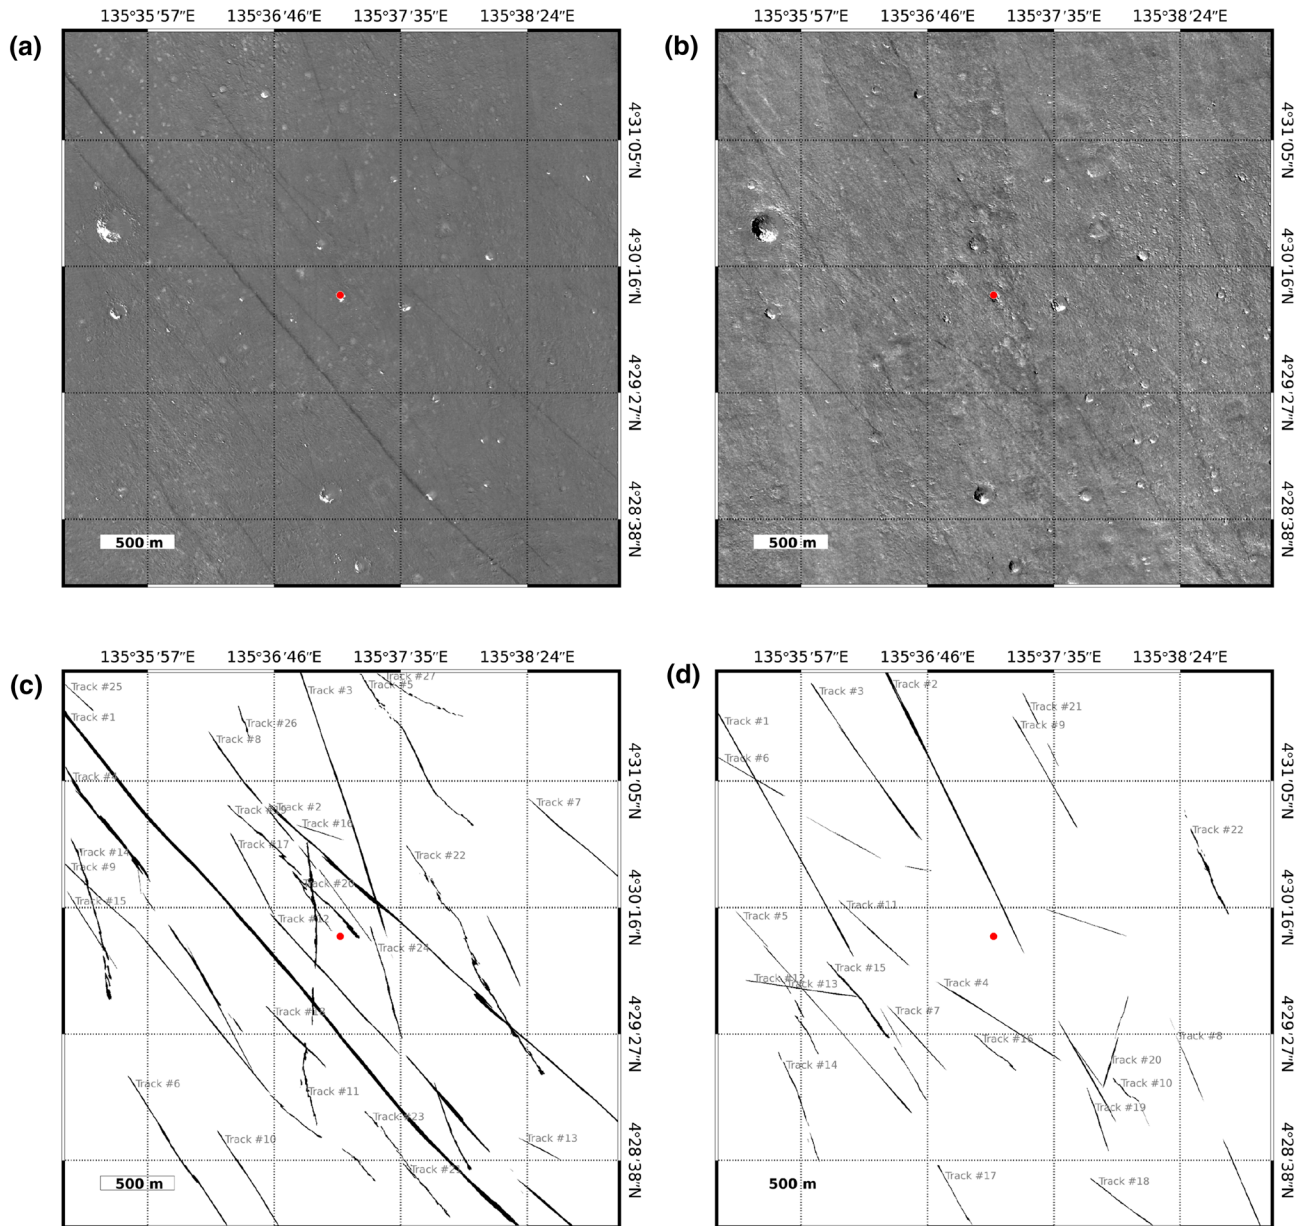 135°35’57”E 135°36’46”E 135°37’35”E 135°38’24”E
(a)
4°31’05”N
4°30’16”N
4°29’27”N
4°28’38”N
500 m
135°35’57”E 135°36’46”E 135°37’35”E 135°38’24”E
(b)
4°31’05”N
4°30’16”N
4°29’27”N
4°28’38”N
500 m
135°35’57”E 135°36’46”E 135°37’35”E 135°38’24”E
(c)
Track #27
Track #5
Track #25
Track #3
Track #1
Track #26
Track #8
Track #7
Track #2
Track #16
Track #17
Track #14
Track #22
Track #9
Track #15
Track #12
Track #24
Track #6
Track #11
Track #23
Track #10
Track #13
4°31’05”N
4°30’16”N
4°29’27”N
4°28’38”N
500 m
135°35’57”E 135°36’46”E 135°37’35”E 135°38’24”E
(d)
Track #2
Track #3
Track #21
Track #1
Track #9
Track #6
Track #22
Track #11
Track #5
Track #15
Track #12
Track #13
Track #4
Track #7
Track #8
Track #16
Track #14
Track #20
Track #10
Track #19
Track #17
Track #18
4°31’05”N
4°30’16”N
4°29’27”N
4°28’38”N
500 m